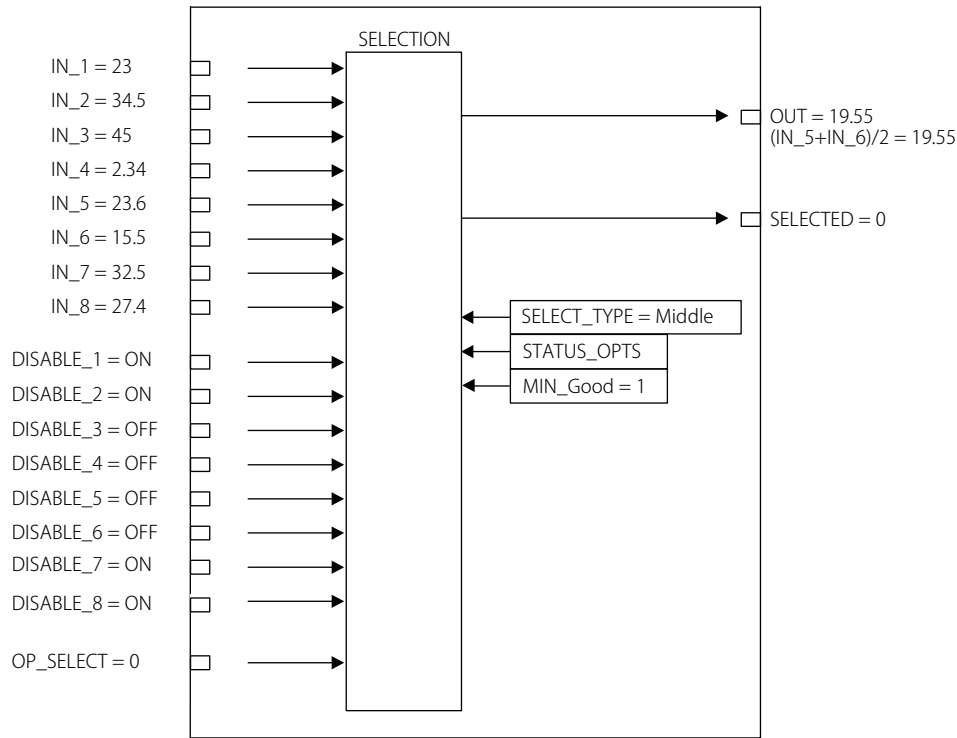 SELECTION
IN_1 = 23
IN_2 = 34.5
IN_3 = 45
IN_4 = 2.34
IN_5 = 23.6
IN_6 = 15.5
IN_7 = 32.5
IN_8 = 27.4
DISABLE_1 = ON
DISABLE_2 = ON
DISABLE_3 = OFF
DISABLE_4 = OFF
DISABLE_5 = OFF
DISABLE_6 = OFF
DISABLE_7 = ON
DISABLE_8 = ON
OP_SELECT = 0
SELECT_TYPE = Middle
STATUS_OPTS
MIN_Good = 1
OUT = 19.55
(IN_5+IN_6)/2 = 19.55
SELECTED = 0